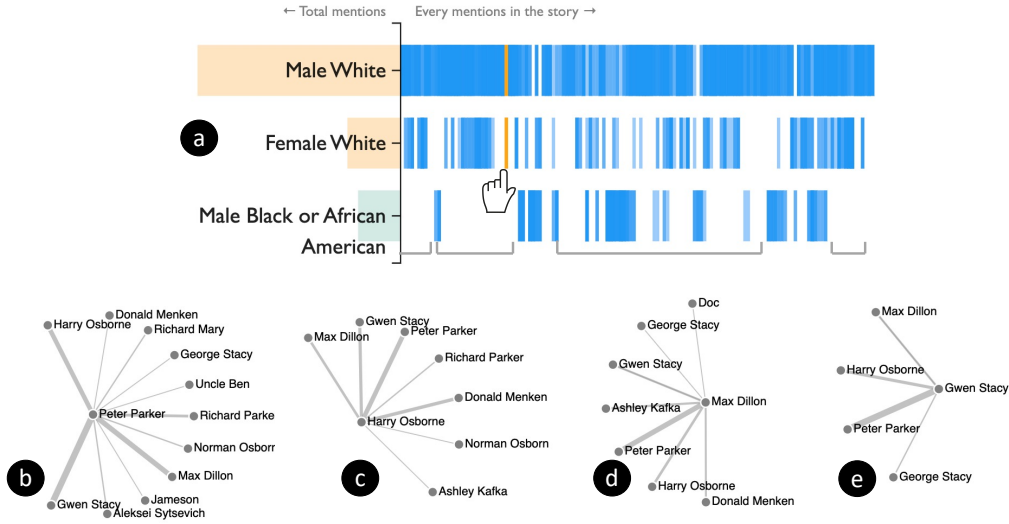 ← Total mentions
Every mentions in the story →
Male White
a
Female White
Male Black or African
American
Donald Menken
Harry Osborne
Richard Mary
George Stacy
Uncle Ben
Peter Parker
Richard Parke
Norman Osborr
Max Dillon
b
Jameson
Gwen Stacy
Aleksei Sytsevich
Gwen Stacy
Peter Parker
Max Dillon
Richard Parker
Donald Menken
Harry Osborne
Norman Osborn
c
Ashley Kafka
Doc
George Stacy
Gwen Stacy
Max Dillon
Ashley Kafka
Peter Parker
d
Harry Osborne
Donald Menken
Max Dillon
Harry Osborne
Gwen Stacy
Peter Parker
e
George Stacy